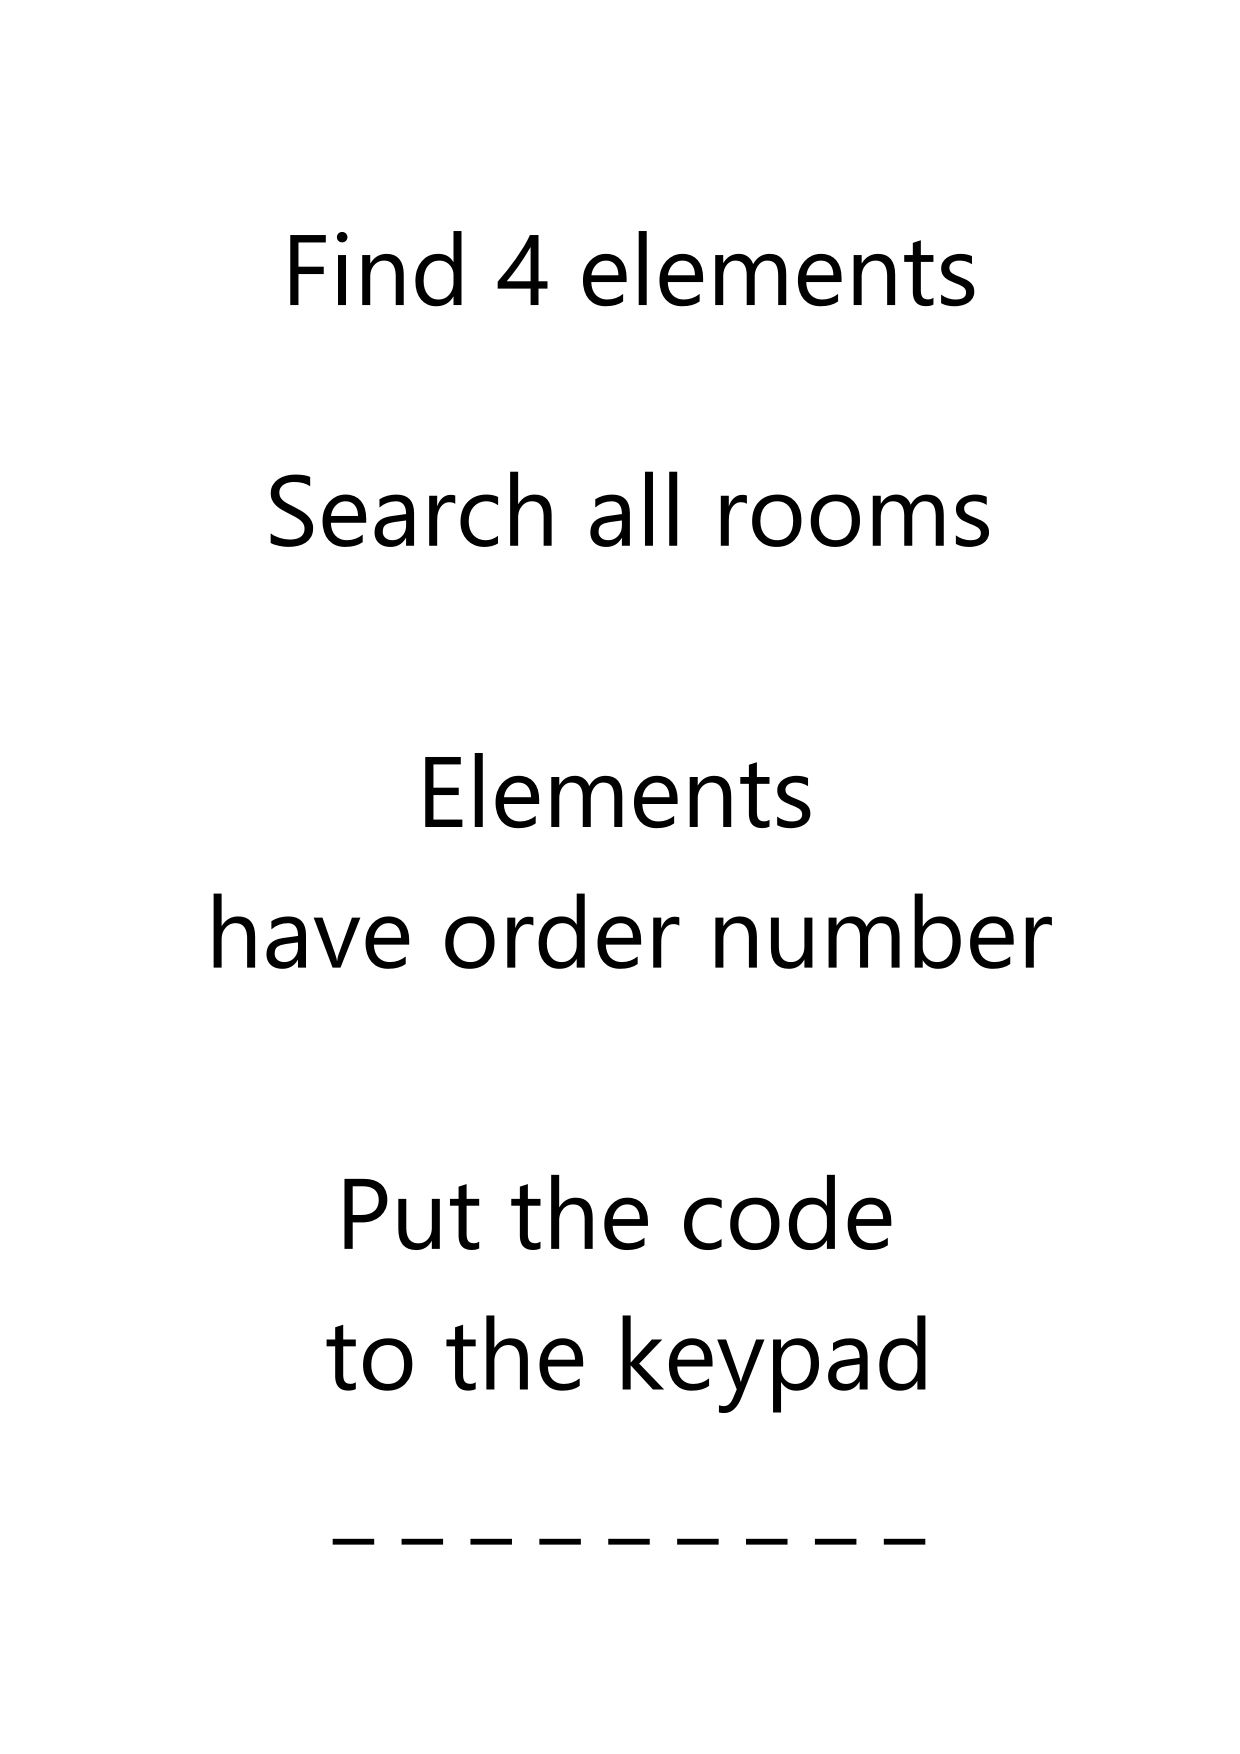 Find 4 elements
Search all rooms
Elements
have order number
Put the code
to the keypad
_ _ _ _ _ _ _ _ _